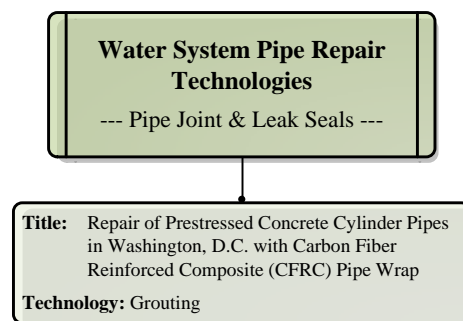 Water System Pipe Repair
Technologies
--- Pipe Joint & Leak Seals ---
Title: Repair of Prestressed Concrete Cylinder Pipes
in Washington, D.C. with Carbon Fiber
Reinforced Composite (CFRC) Pipe Wrap
Technology: Grouting